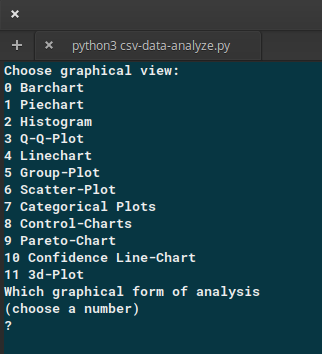 python3 csv-data-analyze.py
Choose graphical view:
0 Barchart
1 Piechart
2 Histogram
3 Q-Q-Plot
4 Linechart
5 Group-Plot
6 Scatter-Plot
7 Categorical Plots
8 Control-Charts
9 Pareto-Chart
10 Confidence Line-Chart
11 3d-Plot
Which graphical form of analysis
(choose a number)
?